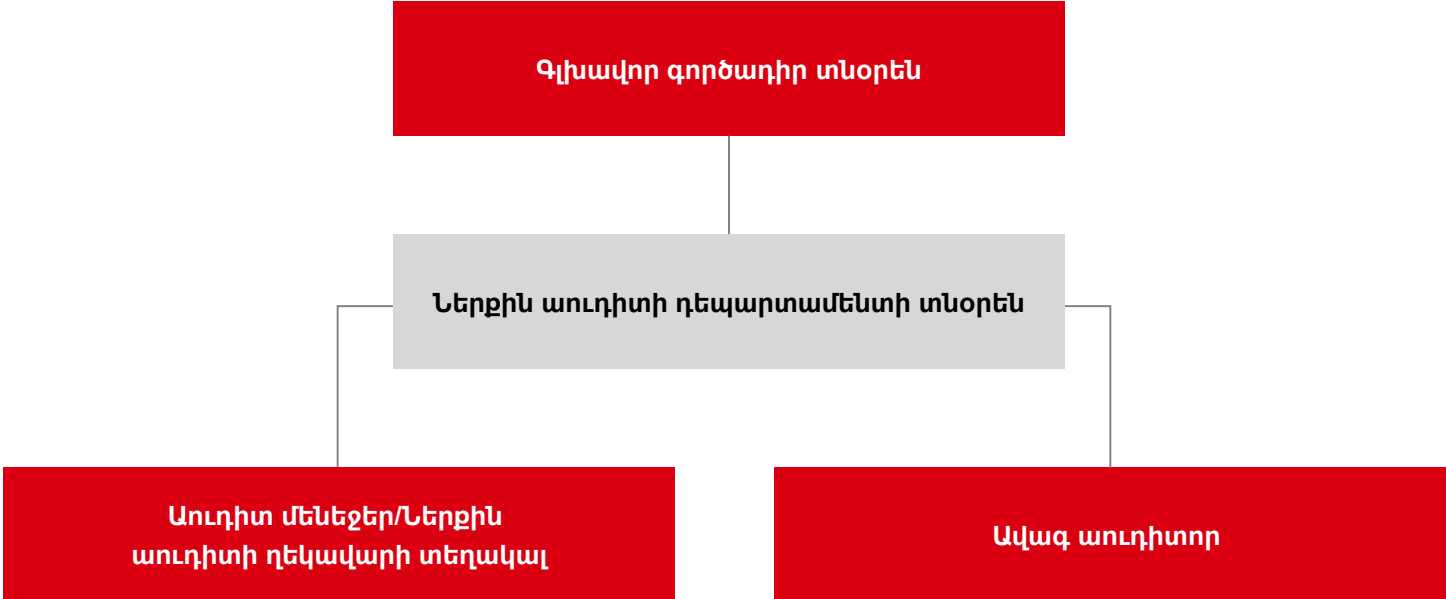 Գլխավոր գործադիր տնօրեն
Ներքին աուդիտի դեպարտամենտի տնօրեն
Աուդիտ մենեջեր/Ներքին
աուդիտի ղեկավարի տեղակալ
Ավագ աուդիտոր